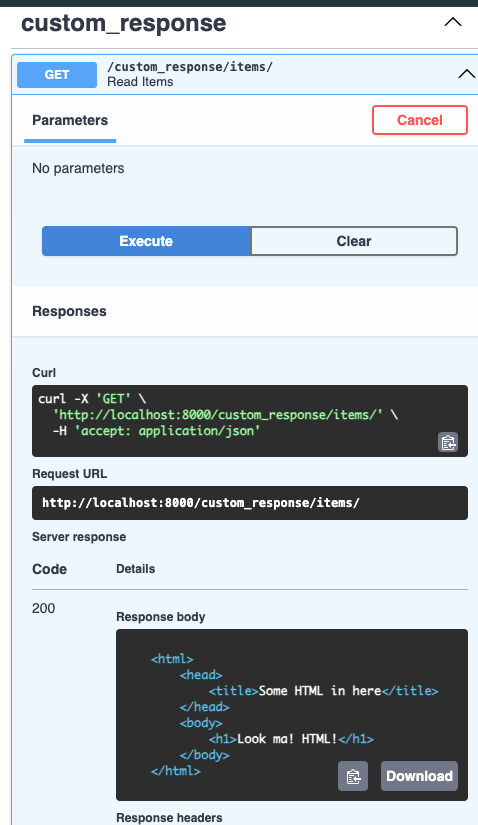 custom_response
GET
/custom_response/items/
Read Items
Parameters
Cancel
No parameters
Execute
Clear
Responses
Curl
curl -X 'GET' \
  'http://localhost:8000/custom_response/items/' \
  -H 'accept: application/json'
Request URL
http://localhost:8000/custom_response/items/
Server response
Code
Details
200
Response body
<html>
    <head>
        <title>Some HTML in here</title>
    </head>
    <body>
        <h1>Look ma! HTML!</h1>
    </body>
</html>
Download
Response headers